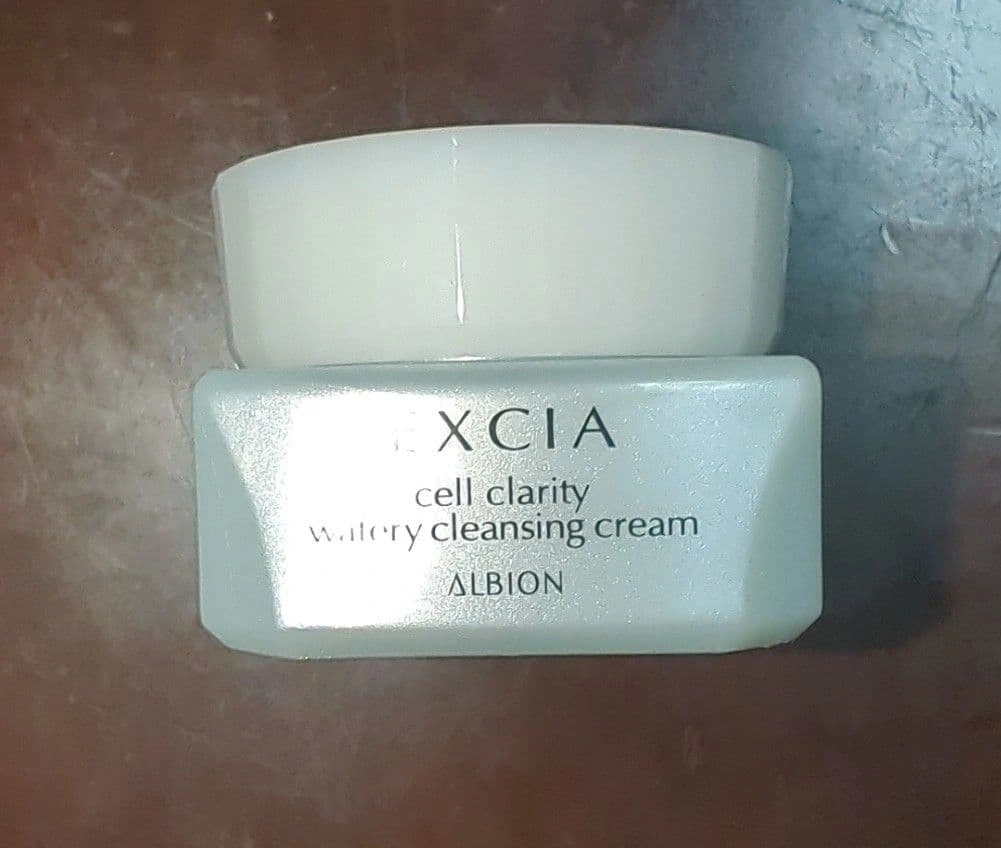 EXCIA
cell clarity
watery cleansing cream
ALBION